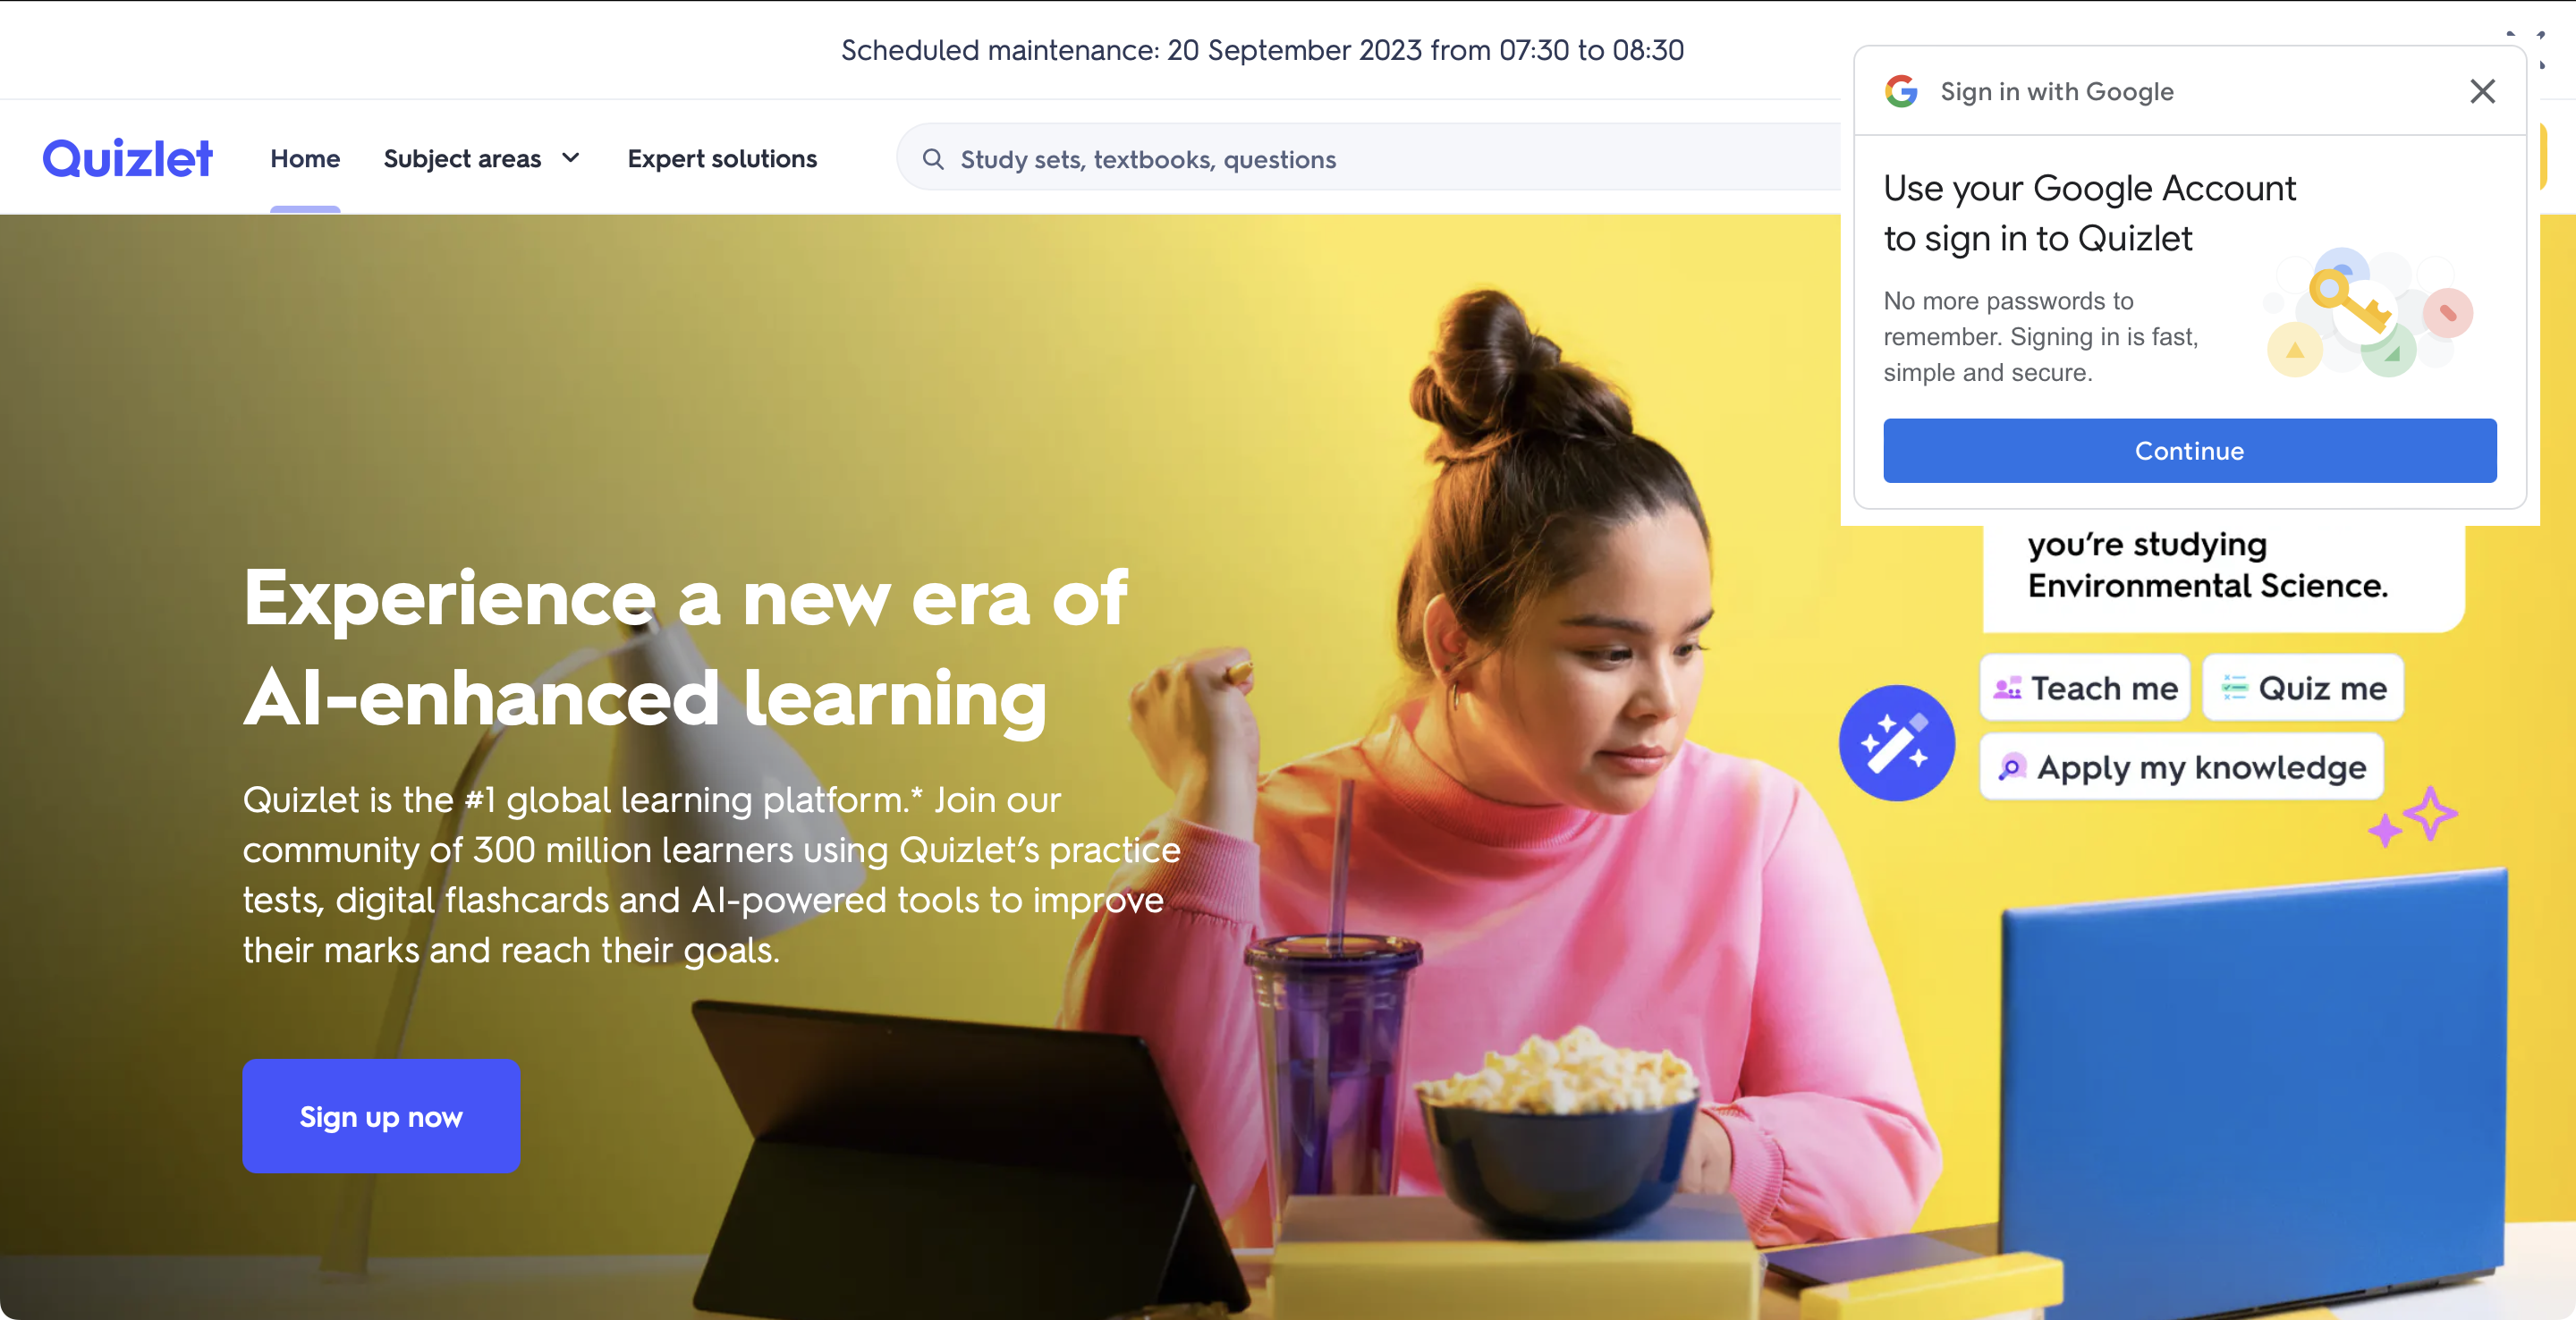 Scheduled maintenance: 20 September 2023 from 07:30 to 08:30
Sign in with Google
Quizlet
Home
Subject areas
Expert solutions
Study sets, textbooks, questions
Use your Google Account
to sign in to Quizlet
No more passwords to
remember. Signing in is fast,
simple and secure.
Continue
you’re studying
Environmental Science.
Teach me
Quiz me
Apply my knowledge
Experience a new era of
AI-enhanced learning
Quizlet is the #1 global learning platform.* Join our
community of 300 million learners using Quizlet’s practice
tests, digital flashcards and AI-powered tools to improve
their marks and reach their goals.
Sign up now